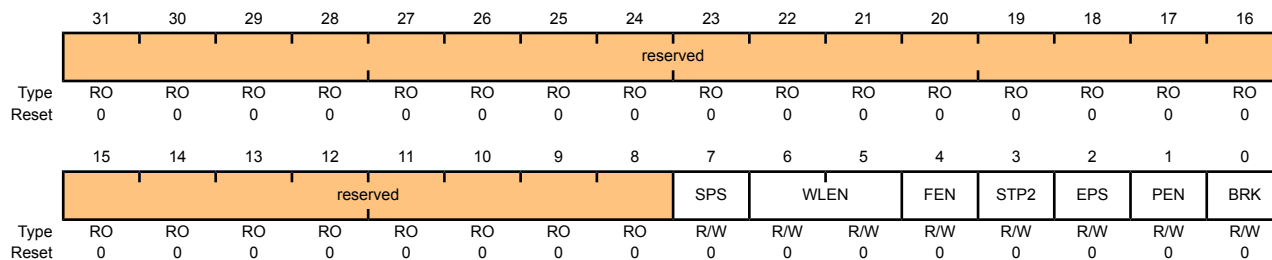 31 30 29 28 27 26 25 24 23 22 21 20 19 18 17 16
reserved
Type RO RO RO RO RO RO RO RO RO RO RO RO RO RO RO RO
Reset 0 0 0 0 0 0 0 0 0 0 0 0 0 0 0 0
15 14 13 12 11 10 9 8 7 6 5 4 3 2 1 0
reserved SPS WLEN FEN STP2 EPS PEN BRK
Type RO RO RO RO RO RO RO RO R/W R/W R/W R/W R/W R/W R/W R/W
Reset 0 0 0 0 0 0 0 0 0 0 0 0 0 0 0 0